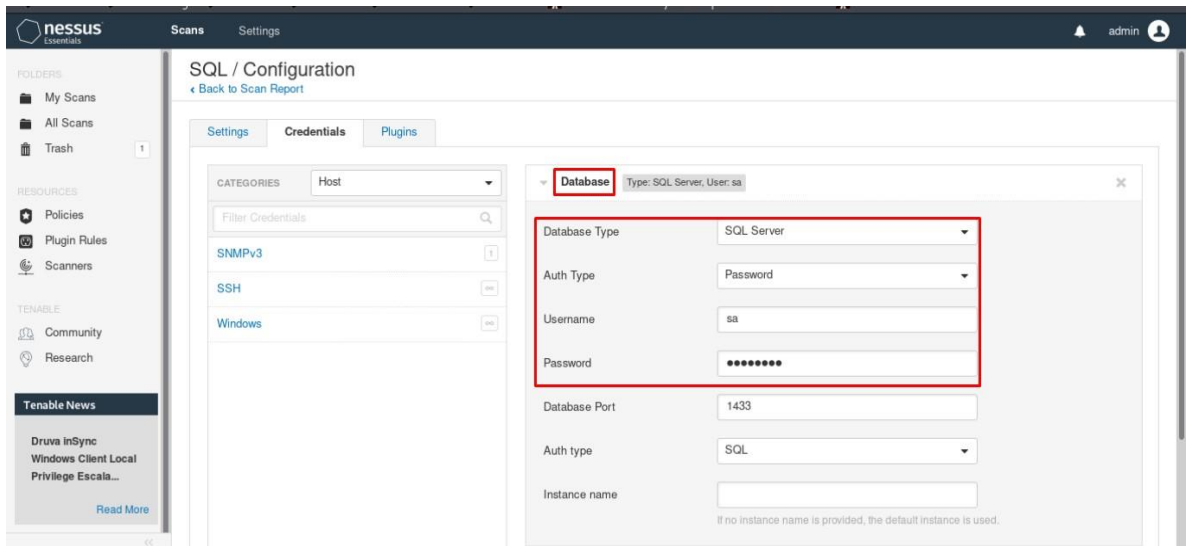 nessus
Essentials
Scans
Settings
admin
FOLDERS
My Scans
All Scans
Trash
1
RESOURCES
Policies
Plugin Rules
Scanners
TENABLE
Community
Research
Tenable News
Druva inSync
Windows Client Local
Privilege Escala...
Read More
SQL / Configuration
‹ Back to Scan Report
Settings
Credentials
Plugins
CATEGORIES
Host
Filter Credentials
SNMPv3
1
SSH
∞
Windows
∞
Database
Type: SQL Server, User: sa
Database Type
SQL Server
Auth Type
Password
Username
sa
Password
••••••••
Database Port
1433
Auth type
SQL
Instance name
If no instance name is provided, the default instance is used.